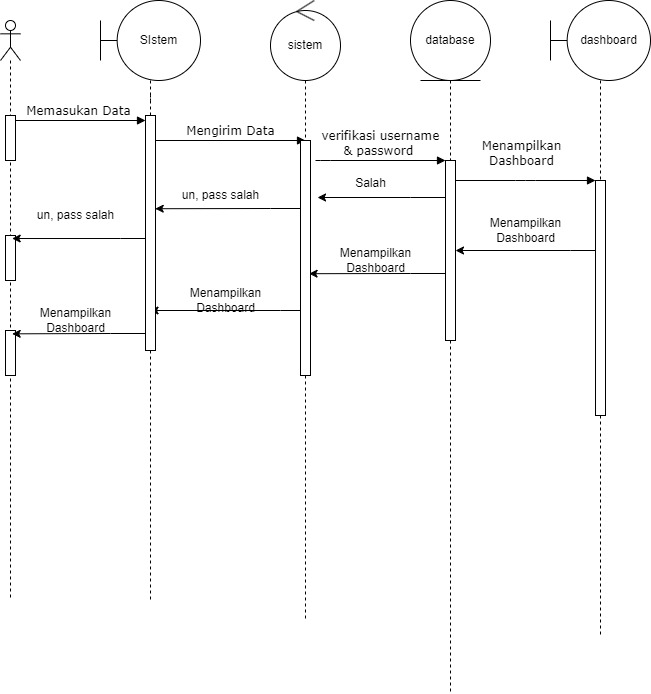 SIstem
sistem
database
dashboard
Memasukan Data
Mengirim Data
verifikasi username
& password
Menampilkan
Dashboard
Salah
un, pass salah
un, pass salah
Menampilkan
Dashboard
Menampilkan
Dashboard
Menampilkan
Dashboard
Menampilkan
Dashboard